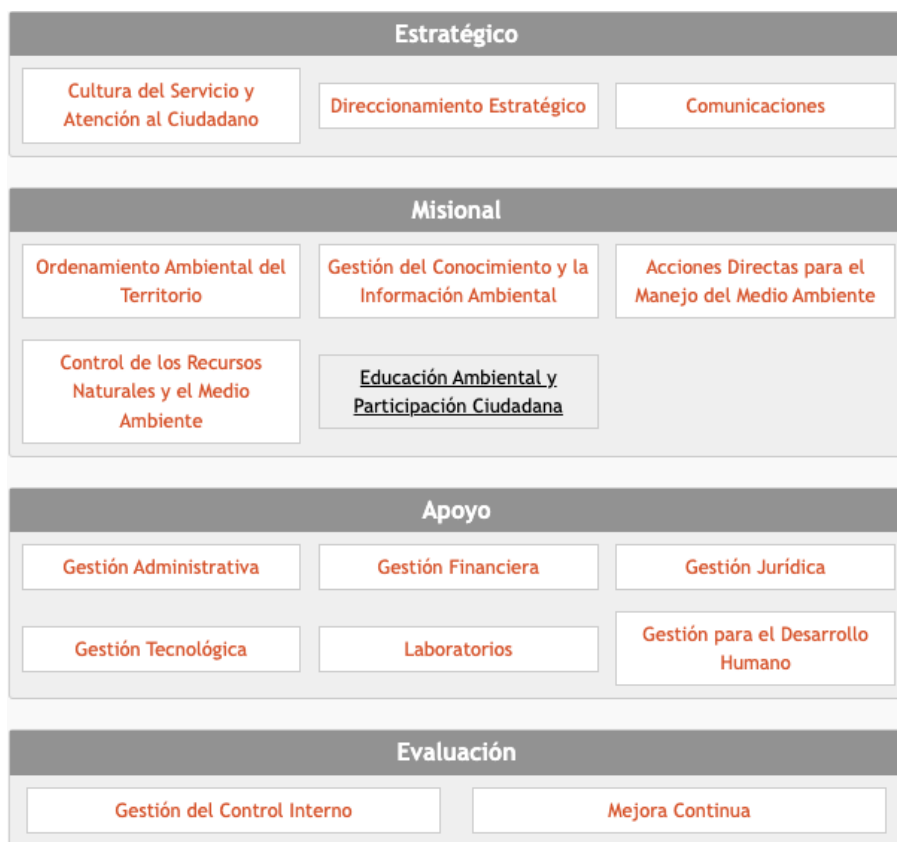 Estratégico
Cultura del Servicio y
Atención al Ciudadano
Direccionamiento Estratégico
Comunicaciones
Misional
Ordenamiento Ambiental del
Territorio
Gestión del Conocimiento y la
Información Ambiental
Acciones Directas para el
Manejo del Medio Ambiente
Control de los Recursos
Naturales y el Medio
Ambiente
Educación Ambiental y
Participación Ciudadana
Apoyo
Gestión Administrativa
Gestión Financiera
Gestión Jurídica
Gestión Tecnológica
Laboratorios
Gestión para el Desarrollo
Humano
Evaluación
Gestión del Control Interno
Mejora Continua